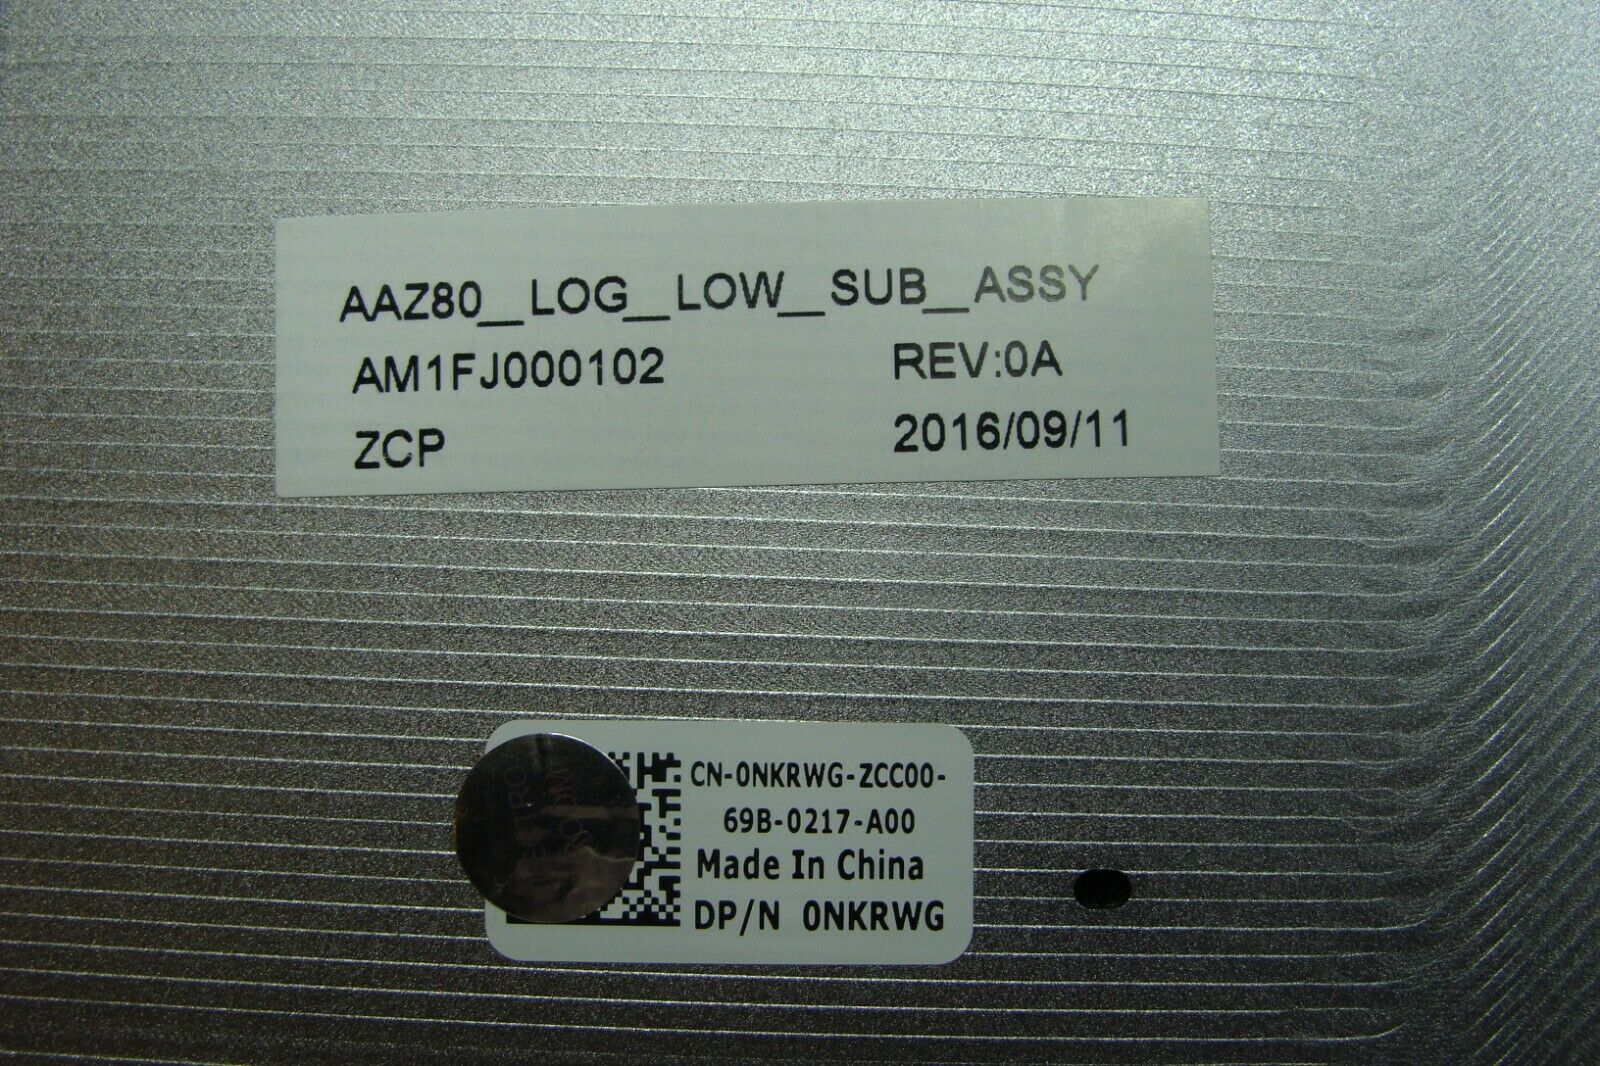 AAZ80_LOG_LOW_SUB_ASSY
AM1FJ000102 REV:0A
ZCP 2016/09/11
CN-0NKRWG-ZCC00-
69B-0217-A00
Made In China
DP/N 0NKRWG